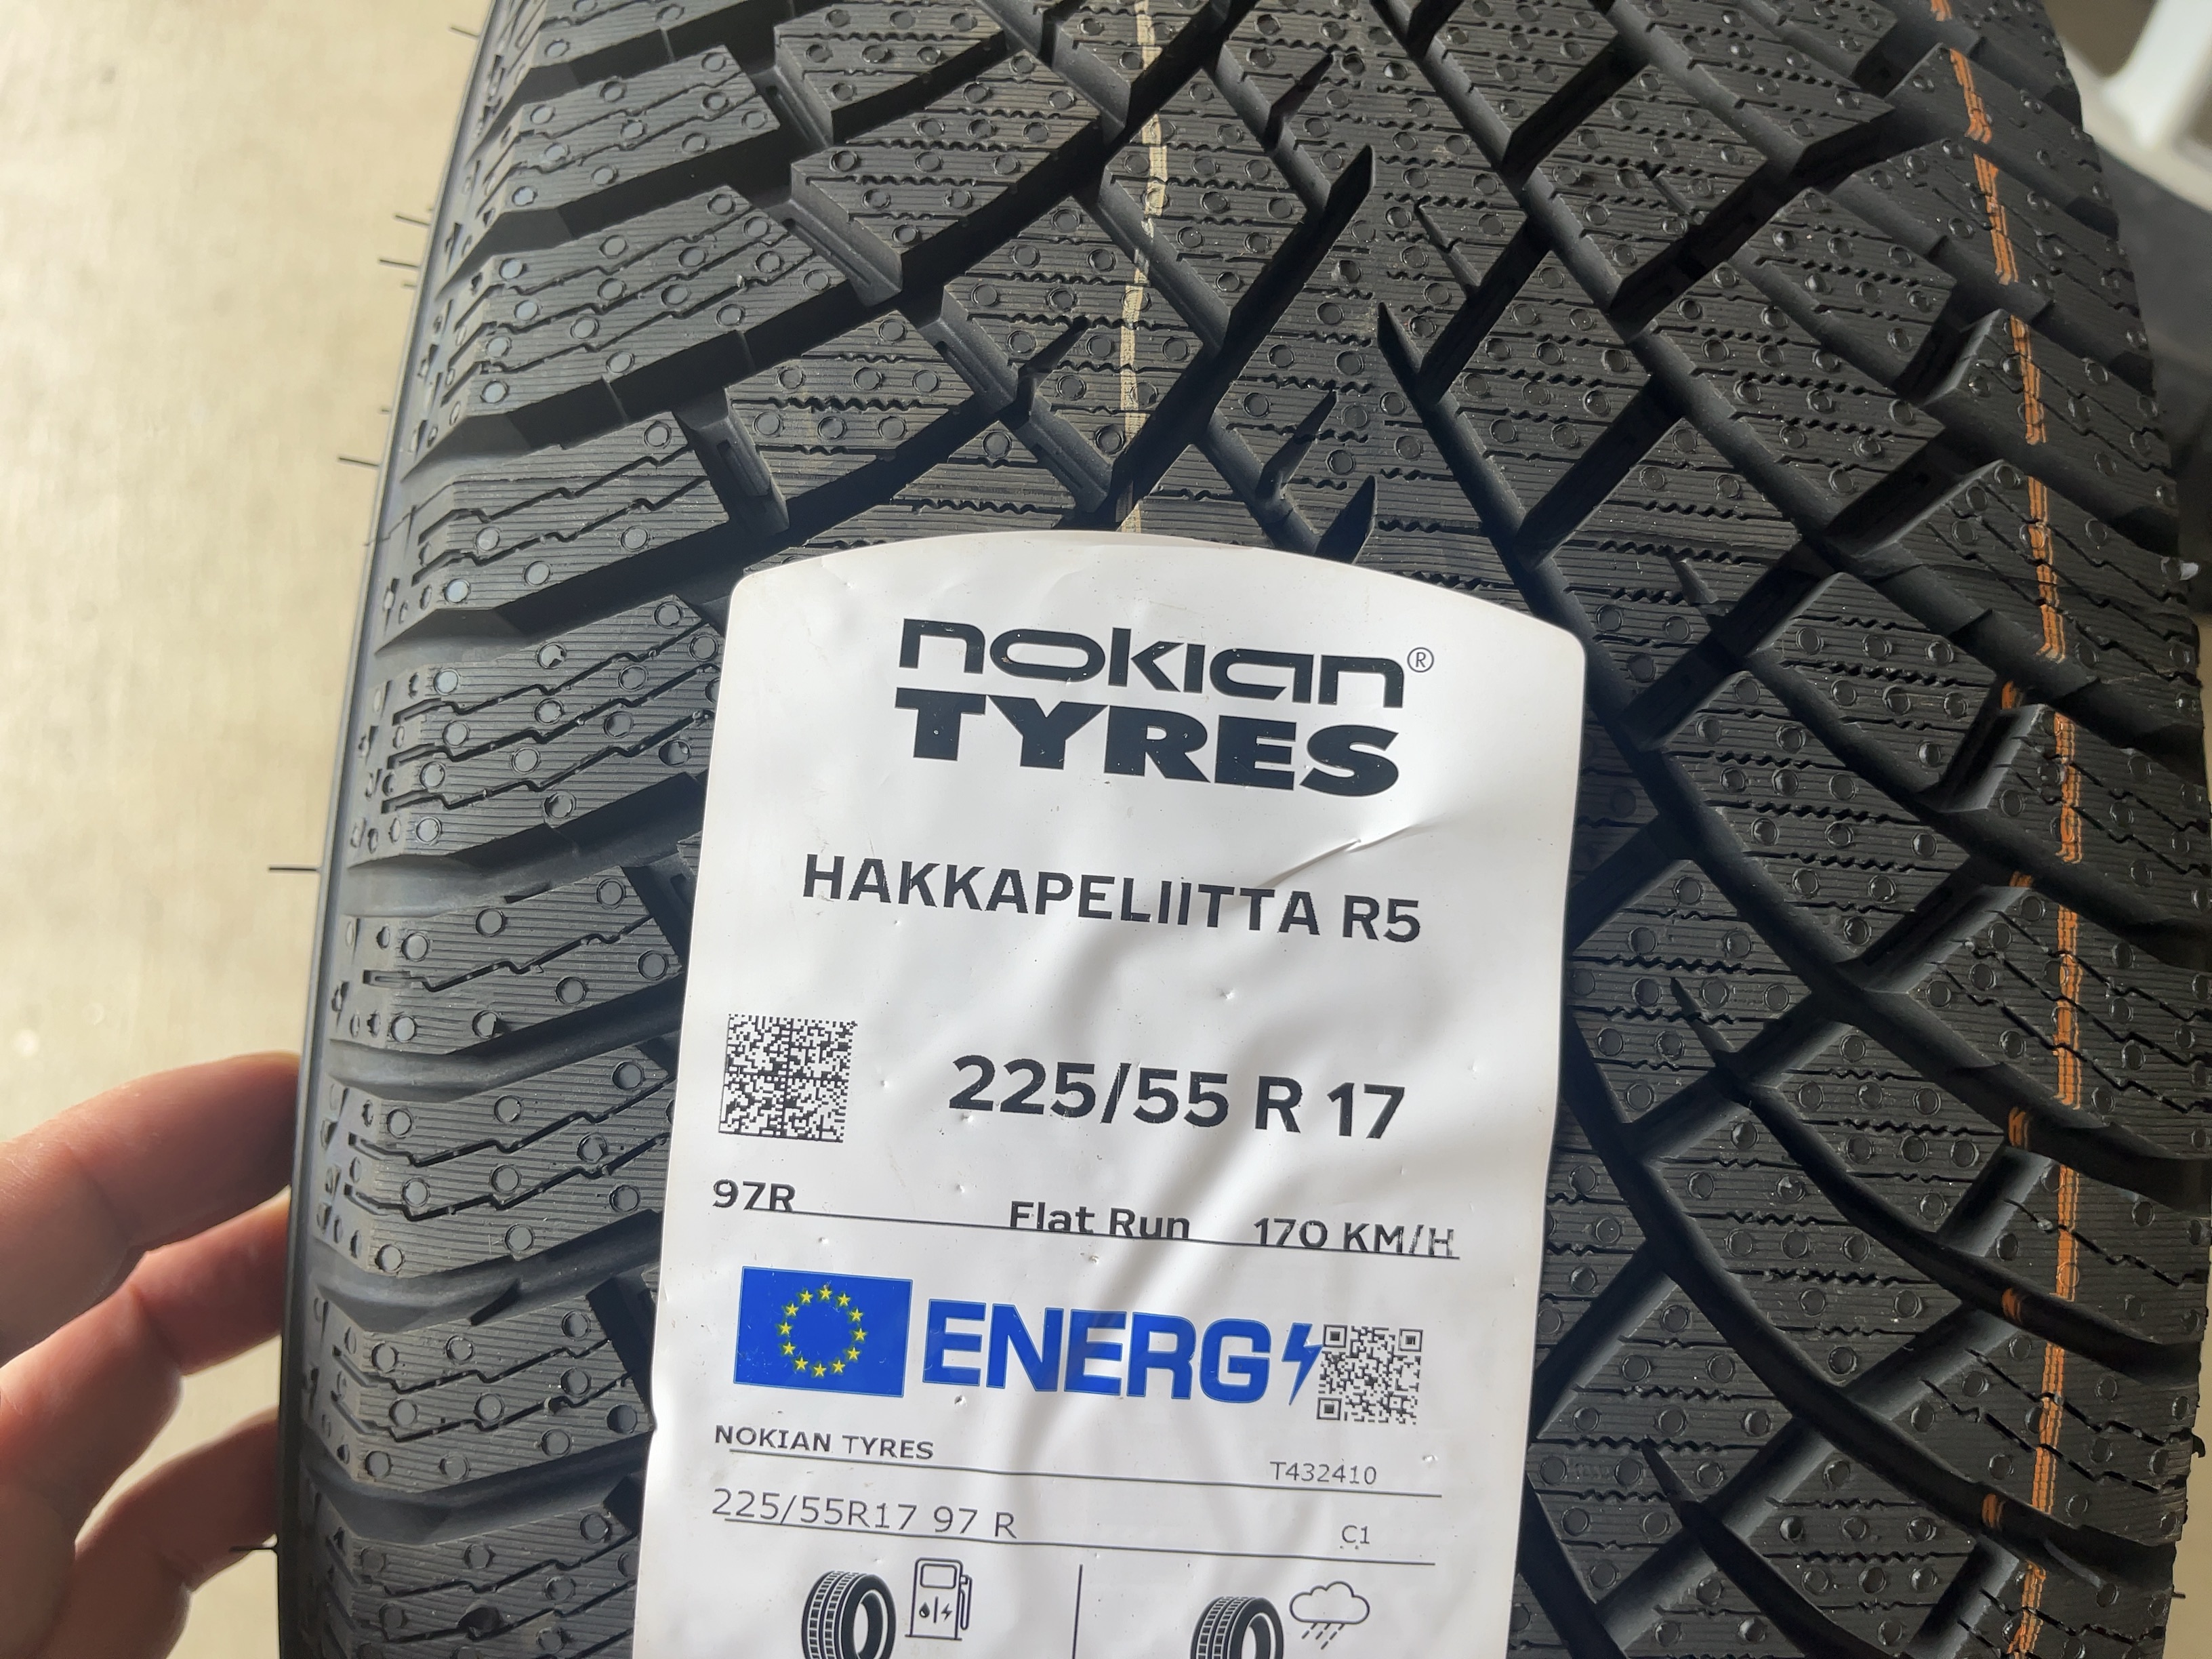 nokian®
TYRES
HAKKAPELIITTA R5
225/55 R 17
97R Flat Run 170 KM/H
ENERG
NOKIAN TYRES T432410
225/55R17 97 R C1